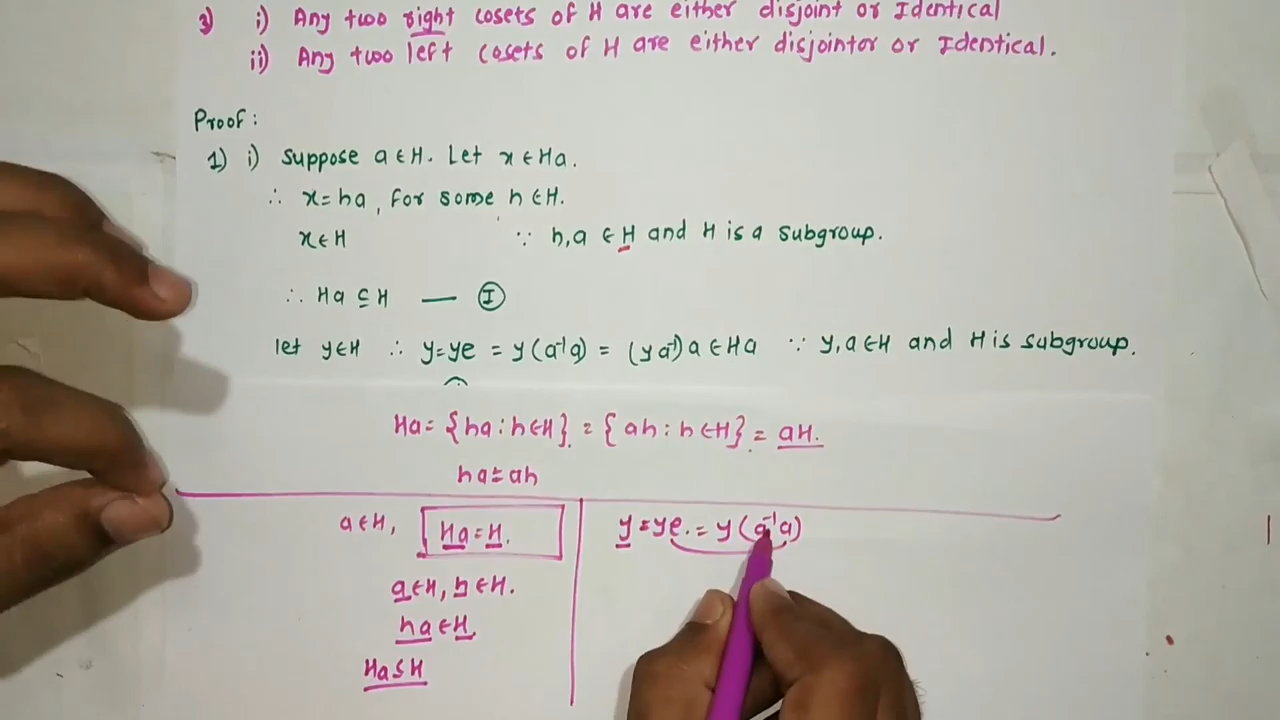 3) i) Any two right cosets of H are either disjoint or Identical
ii) Any two left cosets of H are either disjointor or Identical.
Proof:
1) i) Suppose a∈H. Let x∈Ha.
∴ x=ha, For some h∈H.
x∈H ∵ h,a ∈ H and H is a subgroup.
∴ Ha ⊆ H — I
let y∈H ∴ y=ye = y(a⁻¹a) = (ya⁻¹)a ∈ Ha ∵ y,a∈H and H is subgroup.
Ha = {ha : h∈H} = {ah : h∈H} = aH.
ha = ah
a∈H, Ha=H.
a∈H, h∈H.
ha∈H.
Ha⊆H
y=ye.=y(a⁻¹a)